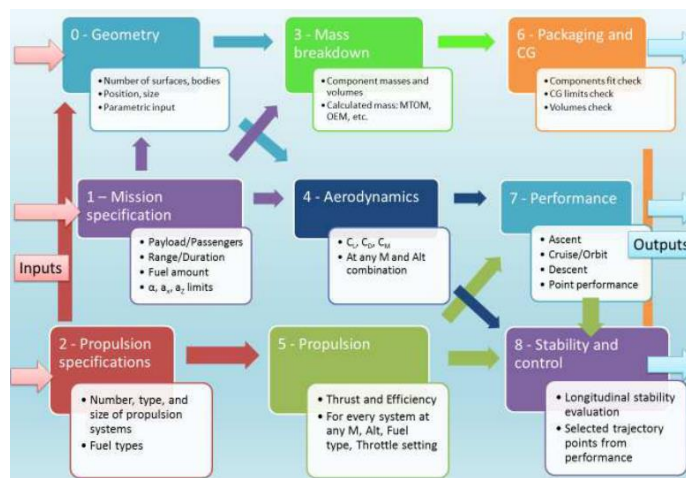 0 - Geometry
• Number of surfaces, bodies
• Position, size
• Parametric input
3 - Mass
breakdown
• Component masses and
volumes
• Calculated mass: MTOM,
OEM, etc.
6 - Packaging and
CG
• Components fit check
• CG limits check
• Volumes check
1 – Mission
specification
• Payload/Passengers
• Range/Duration
• Fuel amount
• α, aₓ, a_Z limits
4 - Aerodynamics
• C_L, C_D, C_M
• At any M and Alt
combination
7 - Performance
• Ascent
• Cruise/Orbit
• Descent
• Point performance
Inputs
Outputs
2 - Propulsion
specifications
• Number, type, and
size of propulsion
systems
• Fuel types
5 - Propulsion
• Thrust and Efficiency
• For every system at
any M, Alt, Fuel
type, Throttle setting
8 - Stability and
control
• Longitudinal stability
evaluation
• Selected trajectory
points from
performance